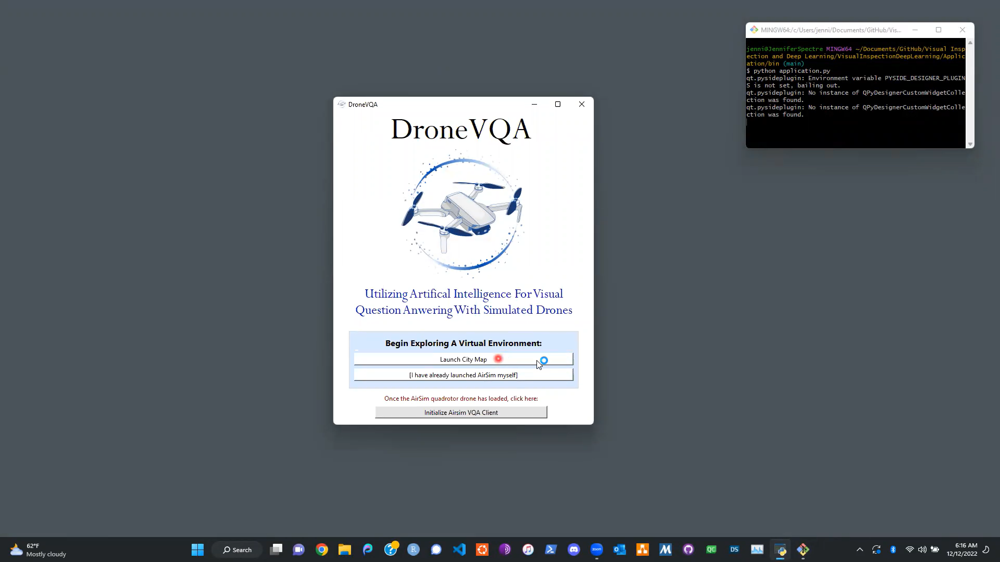 MINGW64:/c/Users/jenni/Documents/GitHub/Vis...
jenni@JenniferSpectre MINGW64 ~/Documents/GitHub/Visual Insp
ection and Deep Learning/VisualInspectionDeepLearning/Applic
ation/bin (main)
$ python application.py
qt.pysideplugin: Environment variable PYSIDE_DESIGNER_PLUGIN
S is not set, bailing out.
qt.pysideplugin: No instance of QPyDesignerCustomWidgetColle
ction was found.
qt.pysideplugin: No instance of QPyDesignerCustomWidgetColle
ction was found.
DroneVQA
DroneVQA
Utilizing Artifical Intelligence For Visual
Question Anwering With Simulated Drones
Begin Exploring A Virtual Environment:
Launch City Map
[I have already launched AirSim myself]
Once the AirSim quadrotor drone has loaded, click here:
Initialize Airsim VQA Client
62°F
Mostly cloudy
Search
R
zoom
M
QC
DS
6:16 AM
12/12/2022